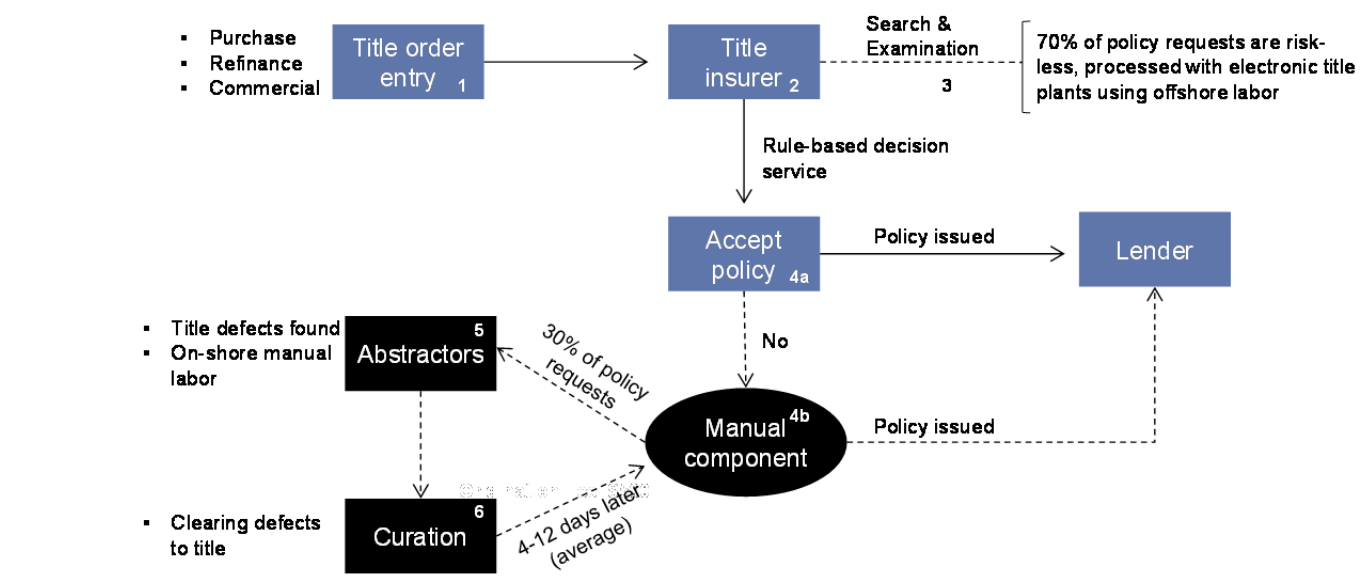 ▪ Purchase
▪ Refinance
▪ Commercial
Title order
entry 1
Title
insurer 2
Search &
Examination
3
70% of policy requests are risk-
less, processed with electronic title
plants using offshore labor
Rule-based decision
service
Accept
policy 4a
Policy issued
Lender
No
▪ Title defects found
▪ On-shore manual
labor
5
Abstractors
30% of policy
requests
4b
Manual
component
Policy issued
▪ Clearing defects
to title
6
Curation
4-12 days later
(average)